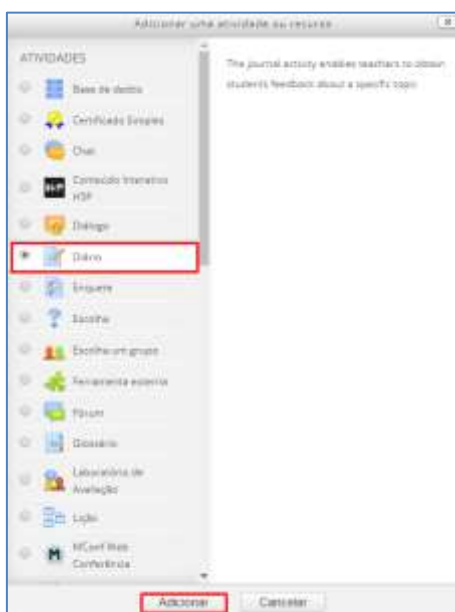 Adicionar uma atividade ou recurso
ATIVIDADES
Base de dados
Certificado Simples
Chat
Conteúdo Interativo
H5P
Diálogo
Diário
Enquete
Escolha
Escolha um grupo
Ferramenta externa
Fórum
Glossário
Laboratório de
Avaliação
Lição
MConf Web
Conferência
The journal activity enables teachers to obtain
students feedback about a specific topic
Adicionar
Cancelar